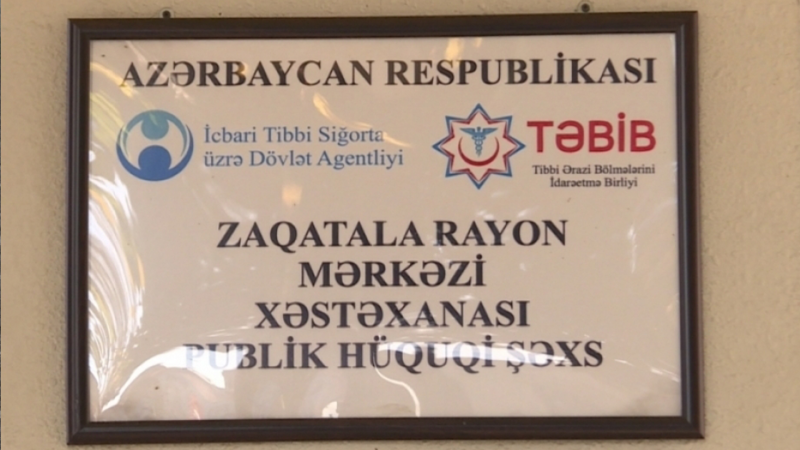 AZƏRBAYCAN RESPUBLİKASI
İcbari Tibbi Siğorta
üzrə Dövlət Agentliyi
TƏBİB
Tibbi Ərazi Bölmələrini
İdarəetmə Birliyi
ZAQATALA RAYON
MƏRKƏZİ
XƏSTƏXANASI
PUBLİK HÜQUQİ ŞƏXS